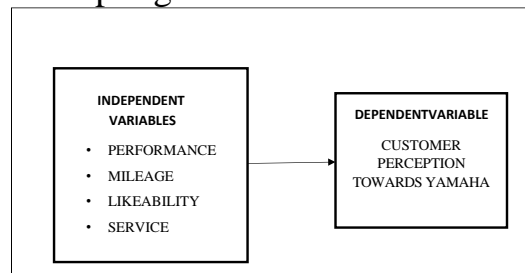 INDEPENDENT
VARIABLES
• PERFORMANCE
• MILEAGE
• LIKEABILITY
• SERVICE
DEPENDENTVARIABLE
CUSTOMER
PERCEPTION
TOWARDS YAMAHA